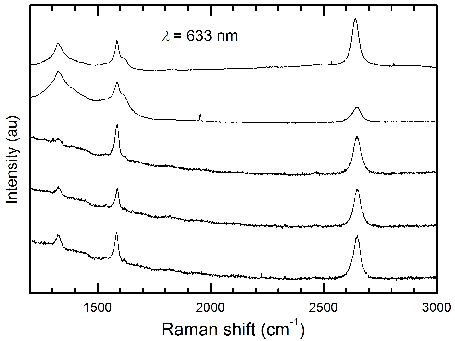 λ = 633 nm
Intensity (au)
1500 2000 2500 3000
Raman shift (cm⁻¹)